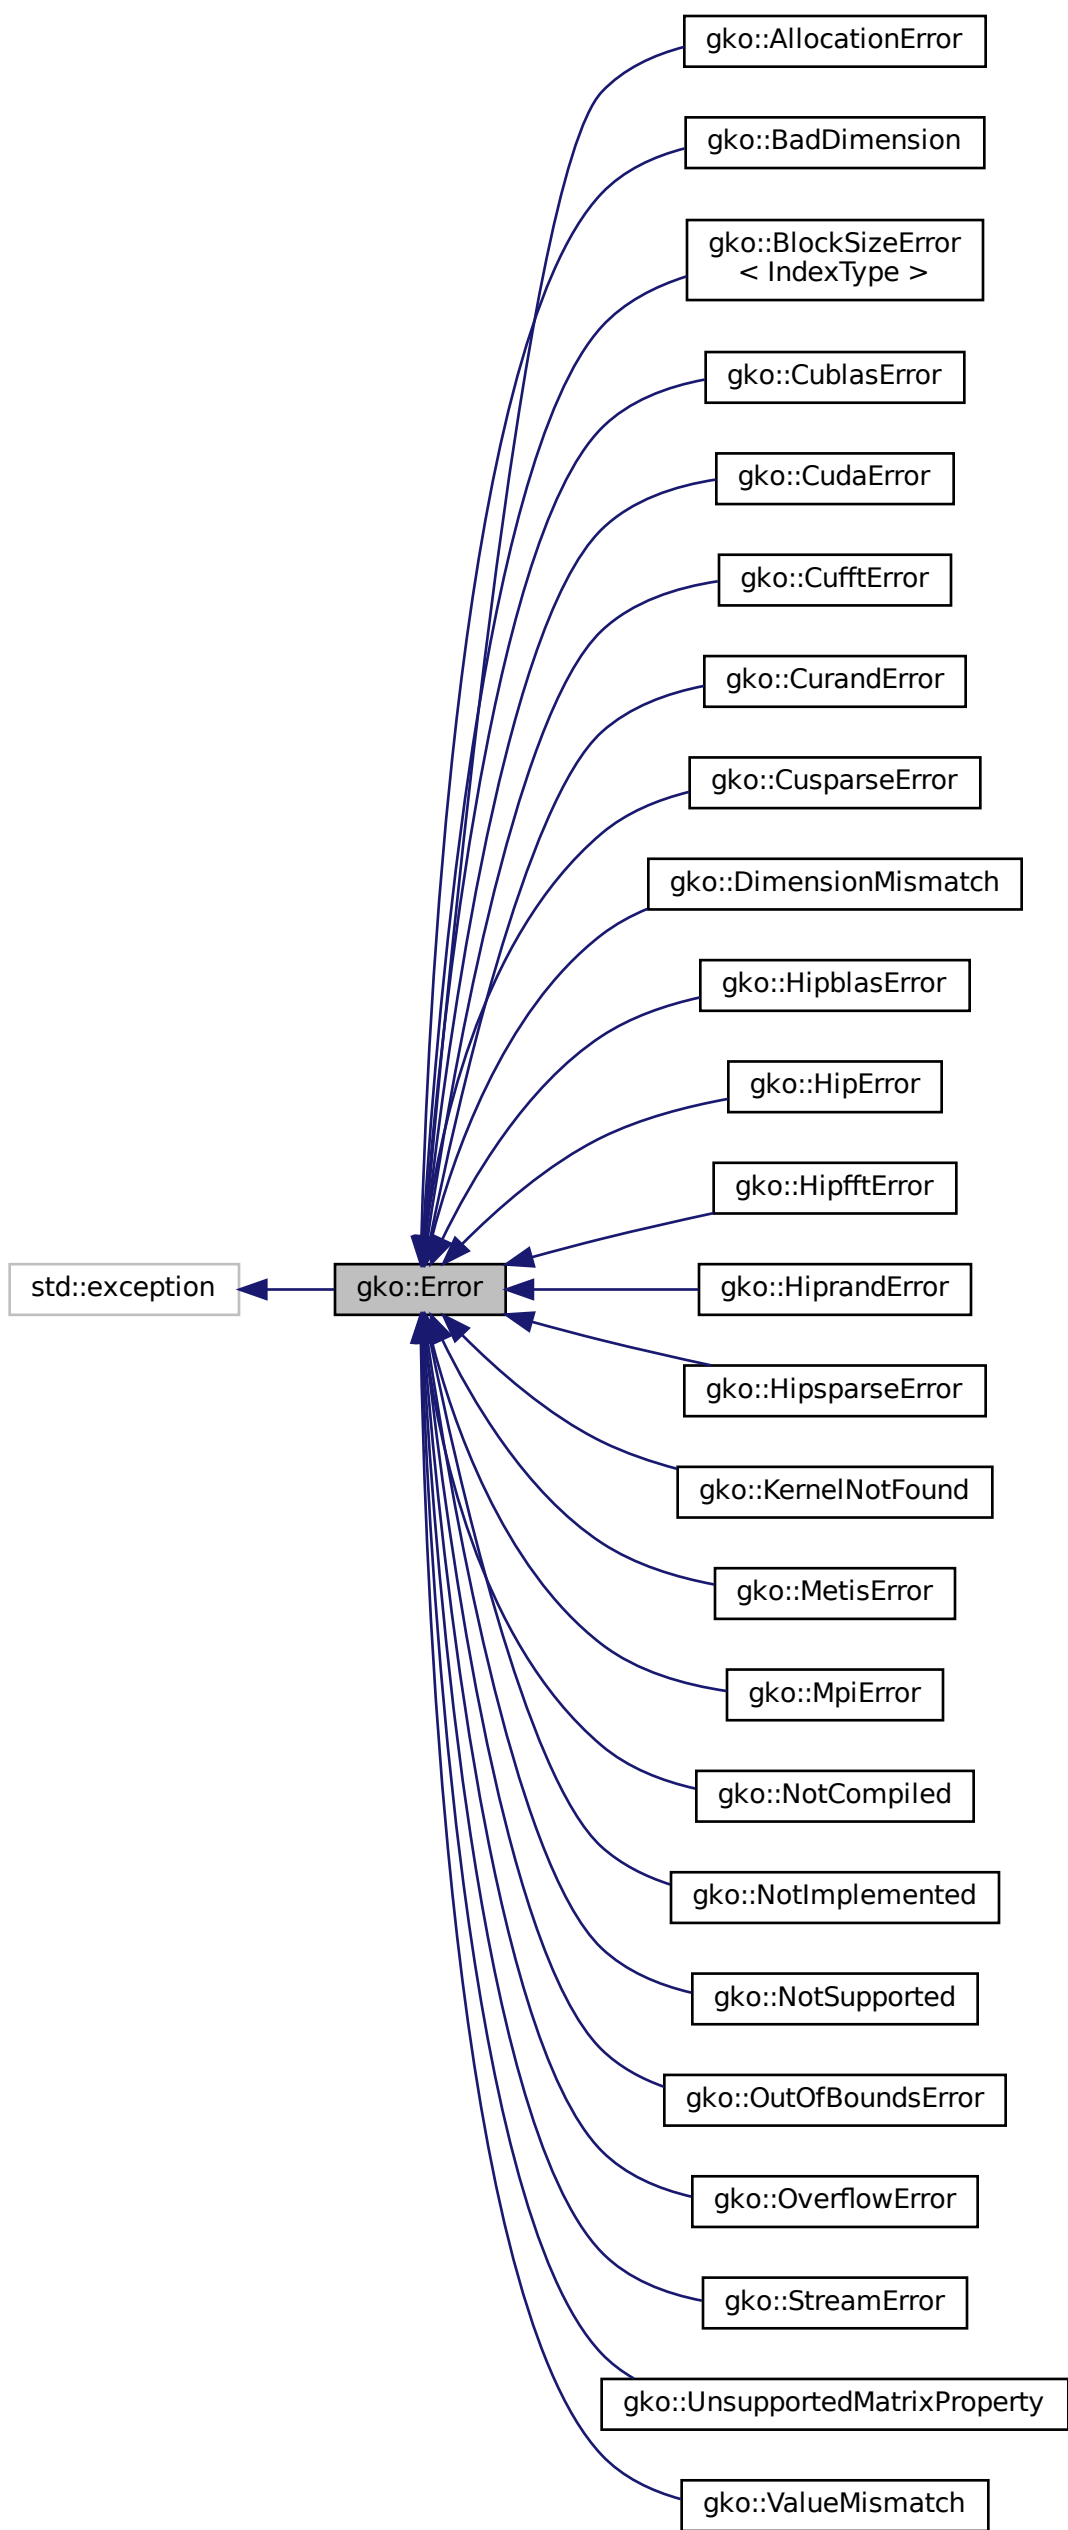 gko::AllocationError
gko::BadDimension
gko::BlockSizeError
< IndexType >
gko::CublasError
gko::CudaError
gko::CufftError
gko::CurandError
gko::CusparseError
gko::DimensionMismatch
gko::HipblasError
gko::HipError
gko::HipfftError
std::exception
gko::Error
gko::HiprandError
gko::HipsparseError
gko::KernelNotFound
gko::MetisError
gko::MpiError
gko::NotCompiled
gko::NotImplemented
gko::NotSupported
gko::OutOfBoundsError
gko::OverflowError
gko::StreamError
gko::UnsupportedMatrixProperty
gko::ValueMismatch